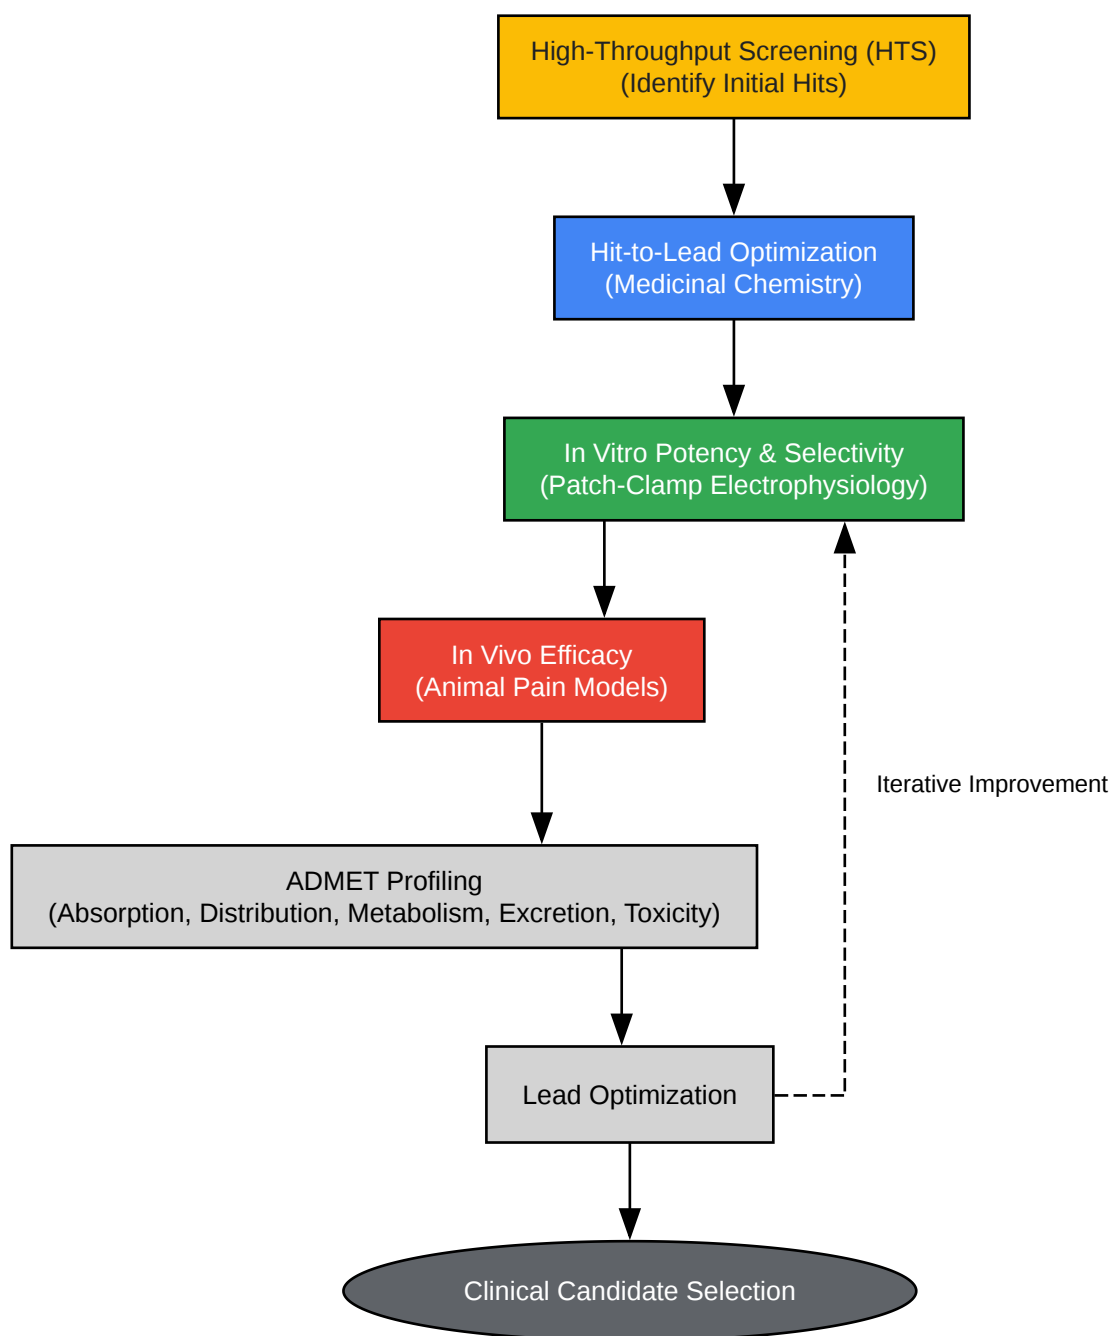 High-Throughput Screening (HTS)
(Identify Initial Hits)
Hit-to-Lead Optimization
(Medicinal Chemistry)
In Vitro Potency & Selectivity
(Patch-Clamp Electrophysiology)
In Vivo Efficacy
(Animal Pain Models)
Iterative Improvement
ADMET Profiling
(Absorption, Distribution, Metabolism, Excretion, Toxicity)
Lead Optimization
Clinical Candidate Selection